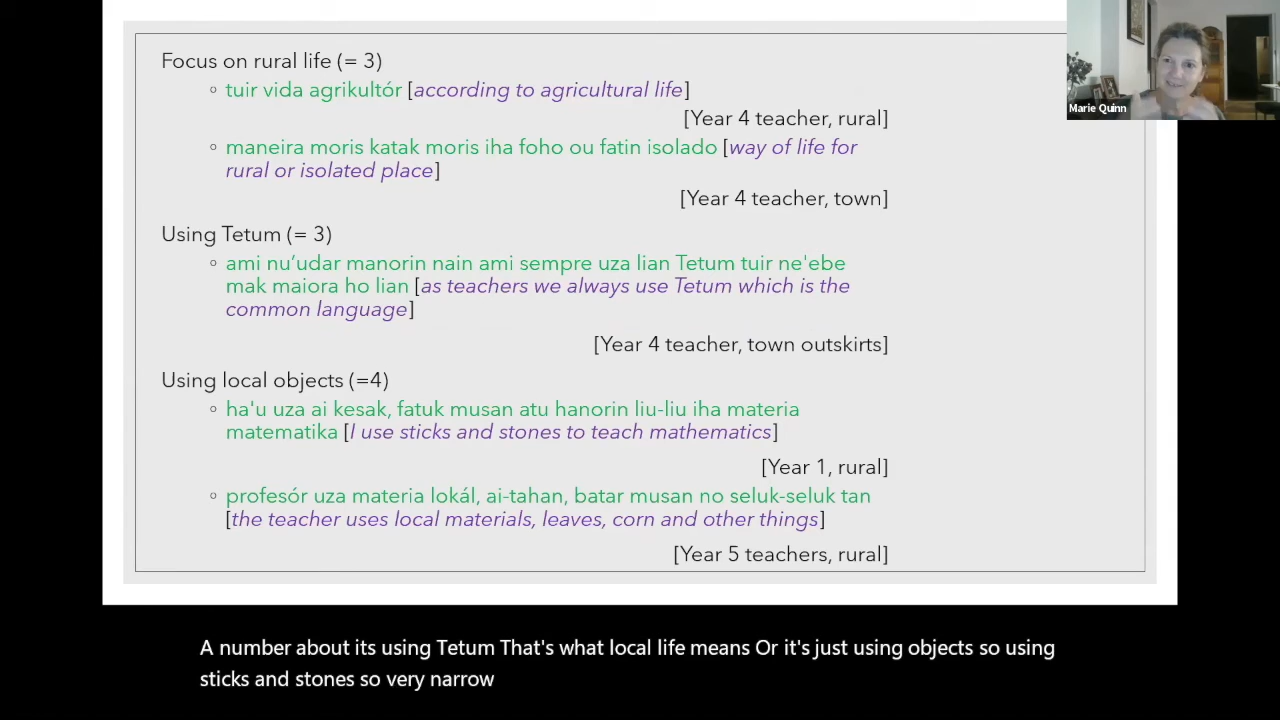 Focus on rural life (= 3)
◦ tuir vida agrikultór [according to agricultural life]
[Year 4 teacher, rural]
◦ maneira moris katak moris iha foho ou fatin isolado [way of life for
rural or isolated place]
[Year 4 teacher, town]
Using Tetum (= 3)
◦ ami nu’udar manorin nain ami sempre uza lian Tetum tuir ne'ebe
mak maiora ho lian [as teachers we always use Tetum which is the
common language]
[Year 4 teacher, town outskirts]
Using local objects (=4)
◦ ha'u uza ai kesak, fatuk musan atu hanorin liu-liu iha materia
matematika [I use sticks and stones to teach mathematics]
[Year 1, rural]
◦ profesór uza materia lokál, ai-tahan, batar musan no seluk-seluk tan
[the teacher uses local materials, leaves, corn and other things]
[Year 5 teachers, rural]
Marie Quinn
A number about its using Tetum That's what local life means Or it's just using objects so using
sticks and stones so very narrow